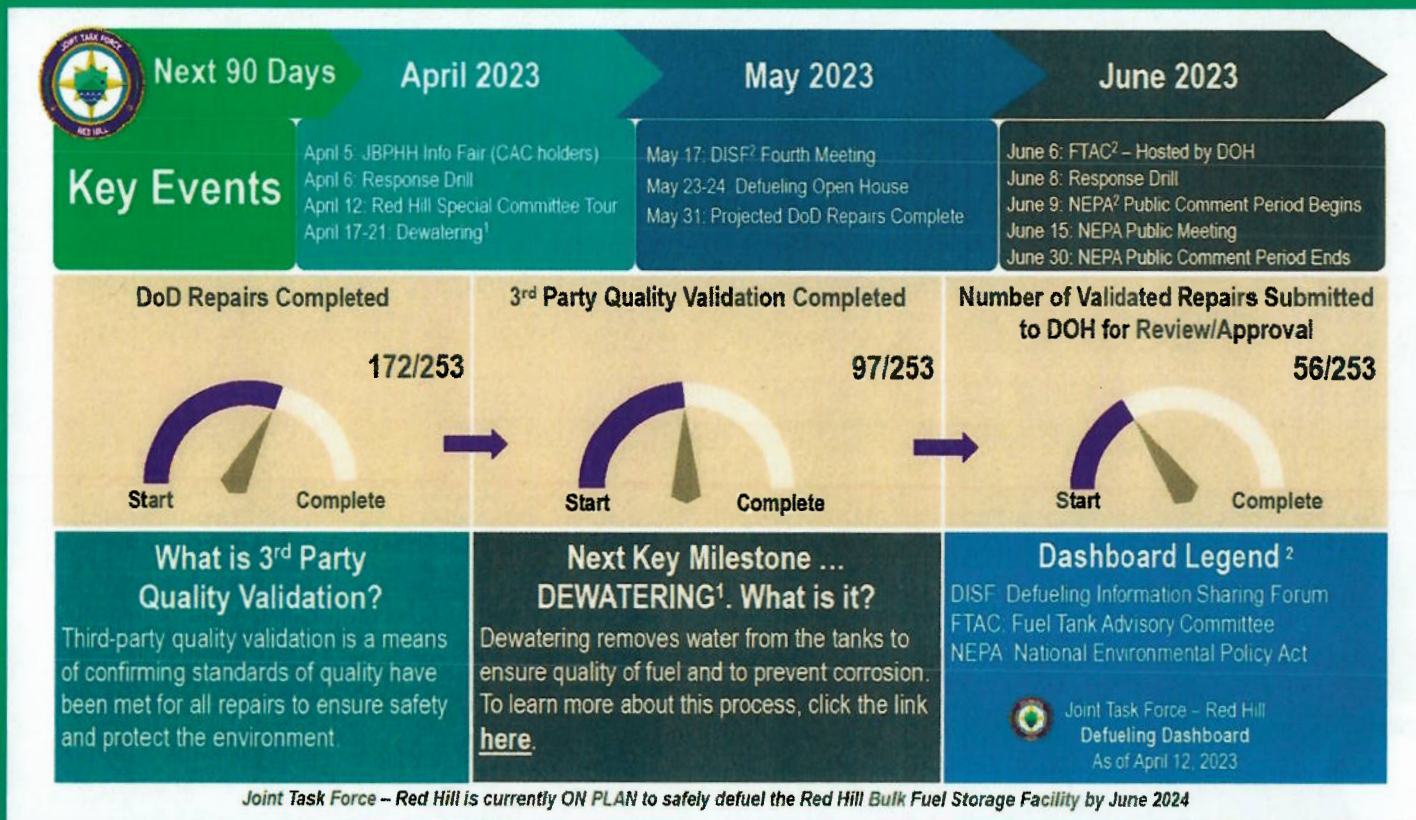 JOINT TASK FORCE
RED HILL
Next 90 Days
April 2023
May 2023
June 2023
Key Events
April 5: JBPHH Info Fair (CAC holders)
April 6: Response Drill
April 12: Red Hill Special Committee Tour
April 17-21: Dewatering¹
May 17: DISF² Fourth Meeting
May 23-24: Defueling Open House
May 31: Projected DoD Repairs Complete
June 6: FTAC² – Hosted by DOH
June 8: Response Drill
June 9: NEPA² Public Comment Period Begins
June 15: NEPA Public Meeting
June 30: NEPA Public Comment Period Ends
DoD Repairs Completed
172/253
Start
Complete
3rd Party Quality Validation Completed
97/253
Start
Complete
Number of Validated Repairs Submitted
to DOH for Review/Approval
56/253
Start
Complete
What is 3rd Party
Quality Validation?
Third-party quality validation is a means
of confirming standards of quality have
been met for all repairs to ensure safety
and protect the environment.
Next Key Milestone ...
DEWATERING¹. What is it?
Dewatering removes water from the tanks to
ensure quality of fuel and to prevent corrosion.
To learn more about this process, click the link
here.
Dashboard Legend ²
DISF: Defueling Information Sharing Forum
FTAC: Fuel Tank Advisory Committee
NEPA: National Environmental Policy Act
Joint Task Force – Red Hill
Defueling Dashboard
As of April 12, 2023
Joint Task Force – Red Hill is currently ON PLAN to safely defuel the Red Hill Bulk Fuel Storage Facility by June 2024